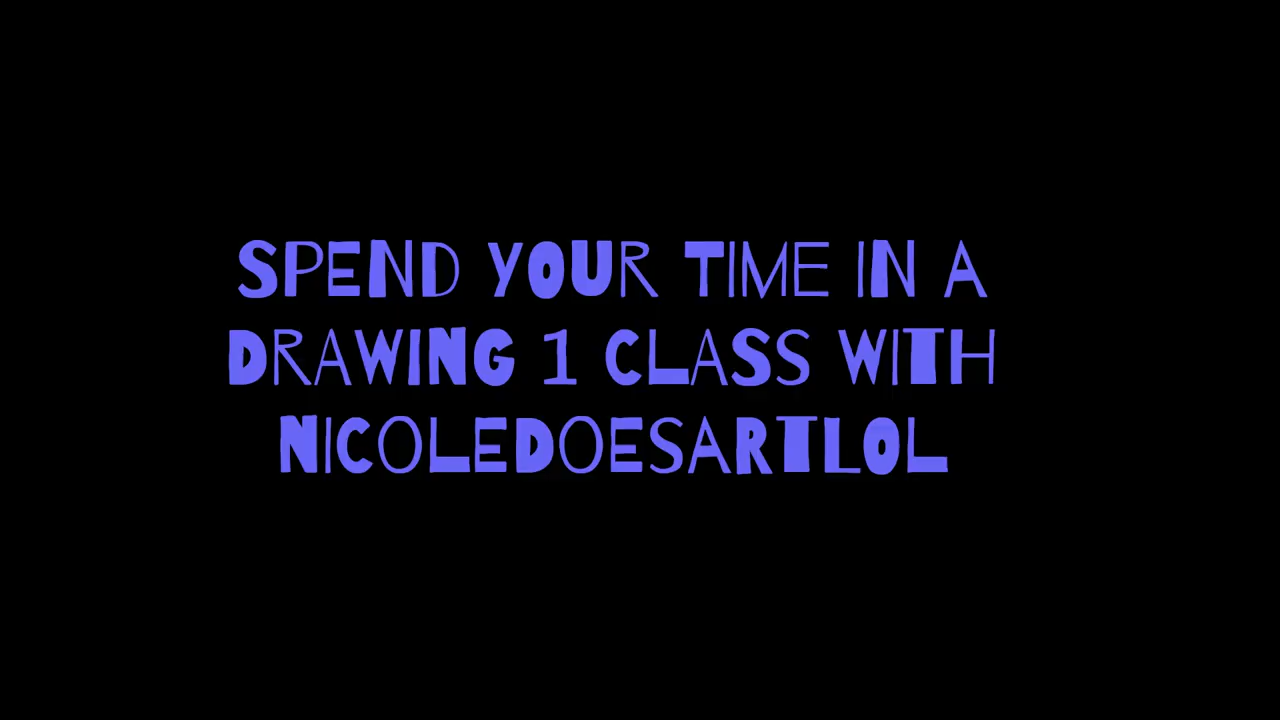 SPEND YOUR TIME IN A
DRAWING 1 CLASS WITH
NICOLEDOESARTLOL